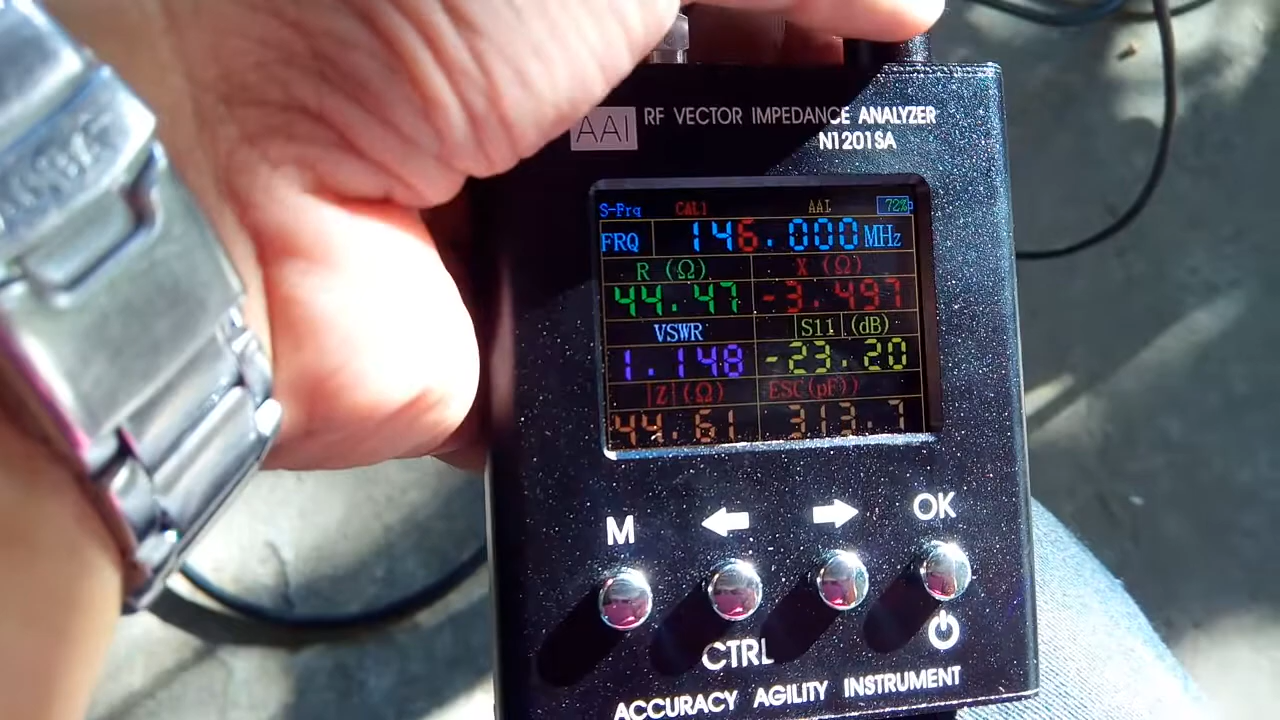 AAI RF VECTOR IMPEDANCE ANALYZER
N1201SA
S-Frq CAL1 AAI 72%
FRQ 146.000 MHz
R (Ω) X (Ω)
44.47 -3.497
VSWR |S11|(dB)
1.148 -23.20
|Z|(Ω) ESC(pF)
44.61 313.7
M ← → OK
CTRL
ACCURACY AGILITY INSTRUMENT